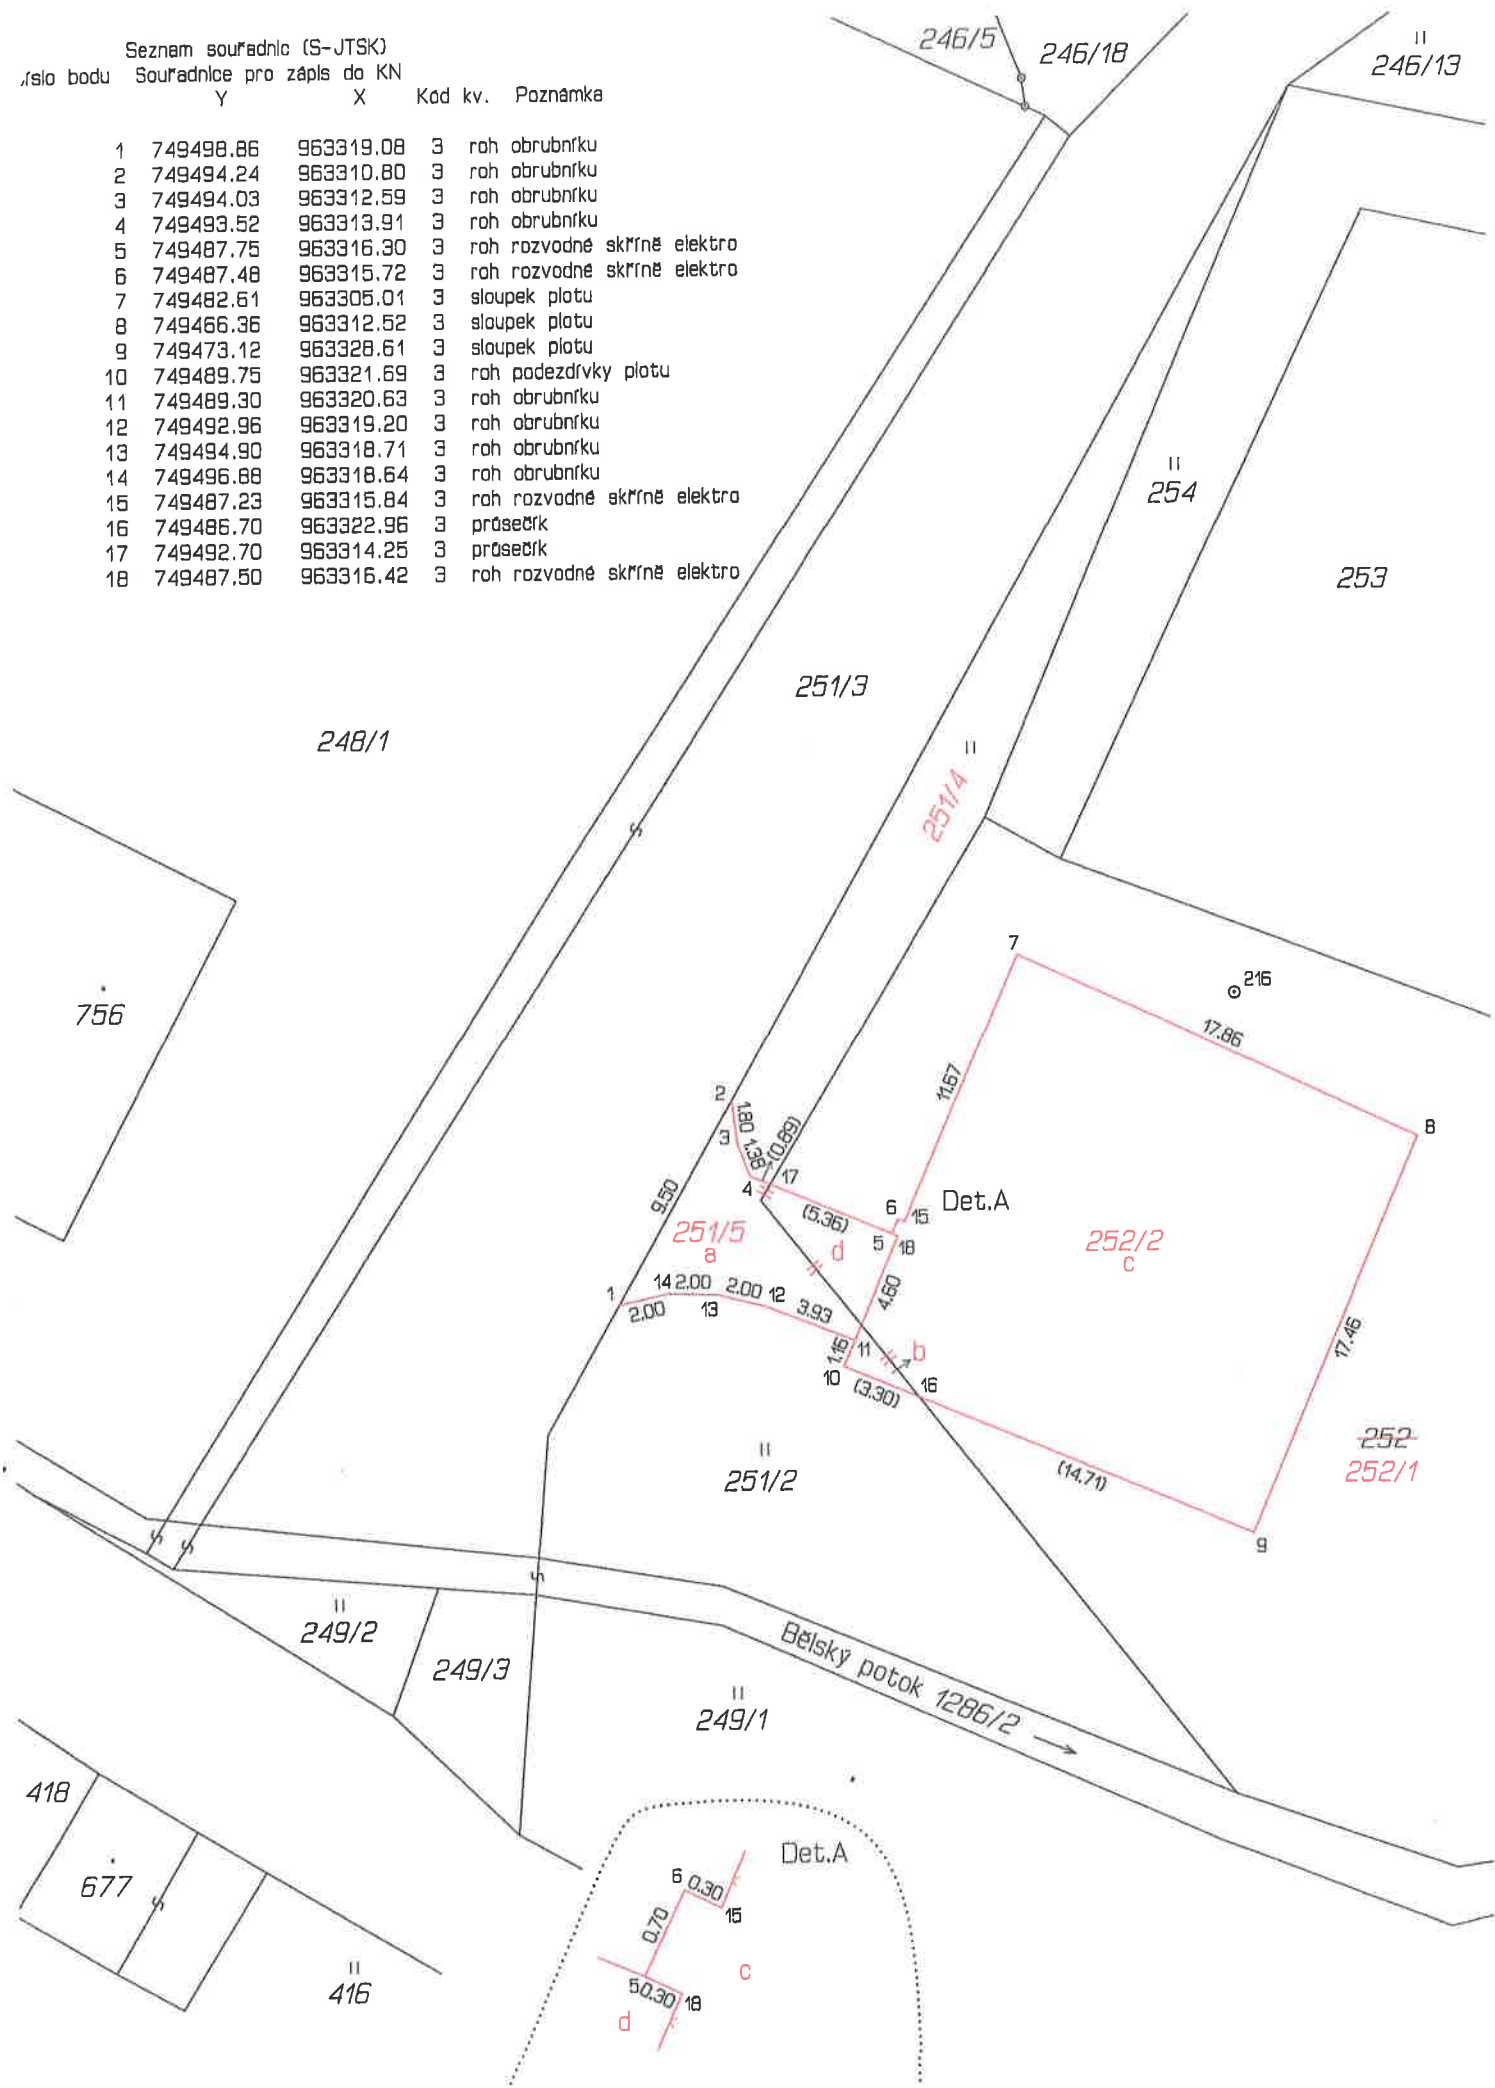 Seznam souřadnic (S-JTSK)
íslo bodu Souřadnice pro zápis do KN
Y X Kód kv. Poznámka
1 749498.86 963319.08 3 roh obrubníku
2 749494.24 963310.80 3 roh obrubníku
3 749494.03 963312.59 3 roh obrubníku
4 749493.52 963313.91 3 roh obrubníku
5 749487.75 963316.30 3 roh rozvodné skříně elektro
6 749487.48 963315.72 3 roh rozvodné skříně elektro
7 749482.61 963305.01 3 sloupek plotu
8 749466.36 963312.52 3 sloupek plotu
9 749473.12 963328.61 3 sloupek plotu
10 749489.75 963321.69 3 roh podezdívky plotu
11 749489.30 963320.63 3 roh obrubníku
12 749492.96 963319.20 3 roh obrubníku
13 749494.90 963318.71 3 roh obrubníku
14 749496.88 963318.64 3 roh obrubníku
15 749487.23 963315.84 3 roh rozvodné skříně elektro
16 749486.70 963322.96 3 průsečík
17 749492.70 963314.25 3 průsečík
18 749487.50 963316.42 3 roh rozvodné skříně elektro
246/5
246/18
246/13
254
253
251/3
248/1
251/4
756
7
216
17.86
11.67
8
2
1.80
3
1.38
(0.89)
4
17
9.50
(5.36)
6
15
Det.A
5
18
251/5
a
d
252/2
c
1
14
2.00
2.00
12
2.00
13
3.93
4.60
11
1.16
b
10
(3.30)
16
17.46
252
252/1
251/2
(14.71)
9
249/2
249/3
249/1
Bělský potok 1286/2
418
677
416
Det.A
6
0.30
15
0.70
c
5
0.30
18
d